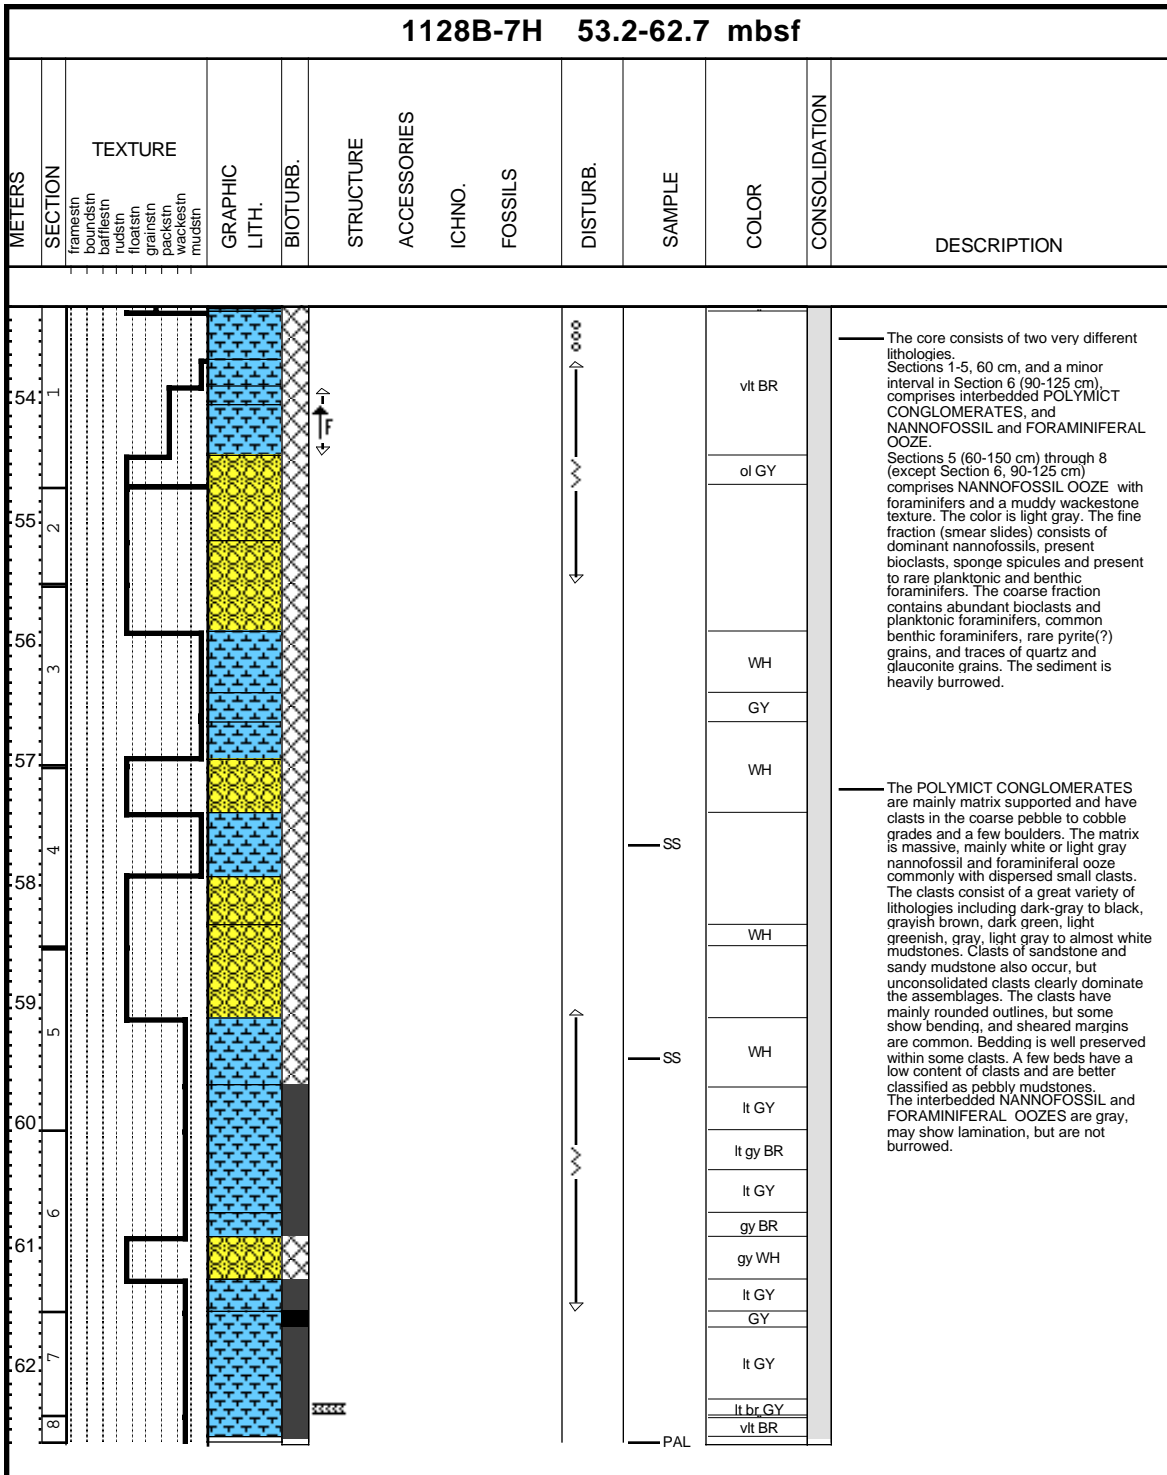 1128B-7H 53.2-62.7 mbsf
METERS
SECTION
TEXTURE
framestn
boundstn
bafflestn
rudstn
floatstn
grainstn
packstn
wackestn
mudstn
GRAPHIC
LITH.
BIOTURB.
STRUCTURE
ACCESSORIES
ICHNO.
FOSSILS
DISTURB.
SAMPLE
COLOR
CONSOLIDATION
DESCRIPTION
54
55
56
57
58
59
60
61
62
1
2
3
4
5
6
7
8
F
SS
SS
PAL
vlt BR
ol GY
WH
GY
WH
WH
WH
lt GY
lt gy BR
lt GY
gy BR
gy WH
lt GY
GY
lt GY
lt br GY
vlt BR
The core consists of two very different
lithologies.
Sections 1-5, 60 cm, and a minor
interval in Section 6 (90-125 cm),
comprises interbedded POLYMICT
CONGLOMERATES, and
NANNOFOSSIL and FORAMINIFERAL
OOZE.
Sections 5 (60-150 cm) through 8
(except Section 6, 90-125 cm)
comprises NANNOFOSSIL OOZE with
foraminifers and a muddy wackestone
texture. The color is light gray. The fine
fraction (smear slides) consists of
dominant nannofossils, present
bioclasts, sponge spicules and present
to rare planktonic and benthic
foraminifers. The coarse fraction
contains abundant bioclasts and
planktonic foraminifers, common
benthic foraminifers, rare pyrite(?)
grains, and traces of quartz and
glauconite grains. The sediment is
heavily burrowed.
The POLYMICT CONGLOMERATES
are mainly matrix supported and have
clasts in the coarse pebble to cobble
grades and a few boulders. The matrix
is massive, mainly white or light gray
nannofossil and foraminiferal ooze
commonly with dispersed small clasts.
The clasts consist of a great variety of
lithologies including dark-gray to black,
grayish brown, dark green, light
greenish, gray, light gray to almost white
mudstones. Clasts of sandstone and
sandy mudstone also occur, but
unconsolidated clasts clearly dominate
the assemblages. The clasts have
mainly rounded outlines, but some
show bending, and sheared margins
are common. Bedding is well preserved
within some clasts. A few beds have a
low content of clasts and are better
classified as pebbly mudstones.
The interbedded NANNOFOSSIL and
FORAMINIFERAL OOZES are gray,
may show lamination, but are not
burrowed.